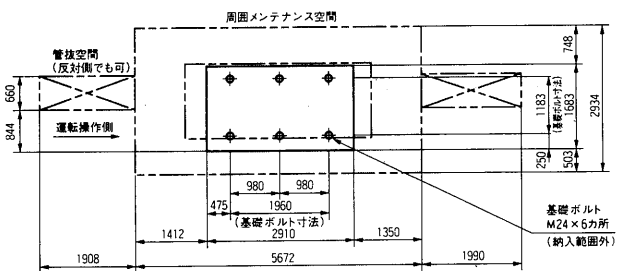 周囲メンテナンス空間
管抜空間
(反対側でも可)
運転操作側
660
844
748
1183
(基礎ボルト寸法)
1683
2934
250
503
980
980
475
1960
(基礎ボルト寸法)
1412
2910
1350
1908
5672
1990
基礎ボルト
M24×6カ所
(納入範囲外)